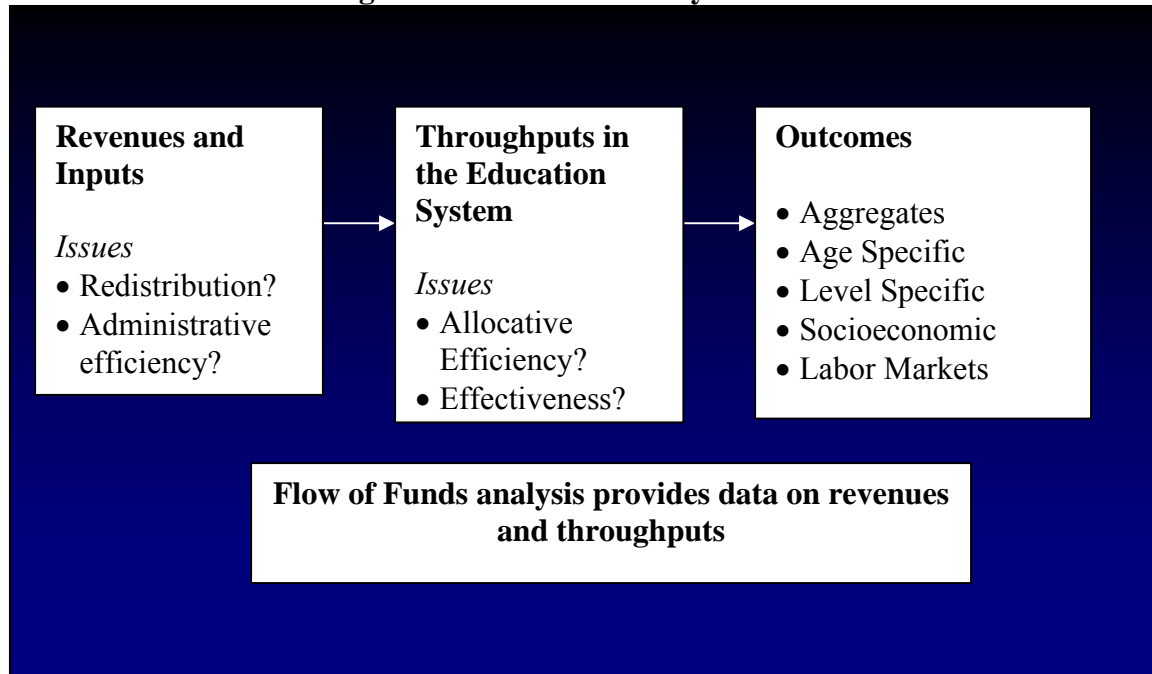 Revenues and
Inputs
Issues
• Redistribution?
• Administrative
efficiency?
Throughputs in
the Education
System
Issues
• Allocative
Efficiency?
• Effectiveness?
Outcomes
• Aggregates
• Age Specific
• Level Specific
• Socioeconomic
• Labor Markets
Flow of Funds analysis provides data on revenues
and throughputs